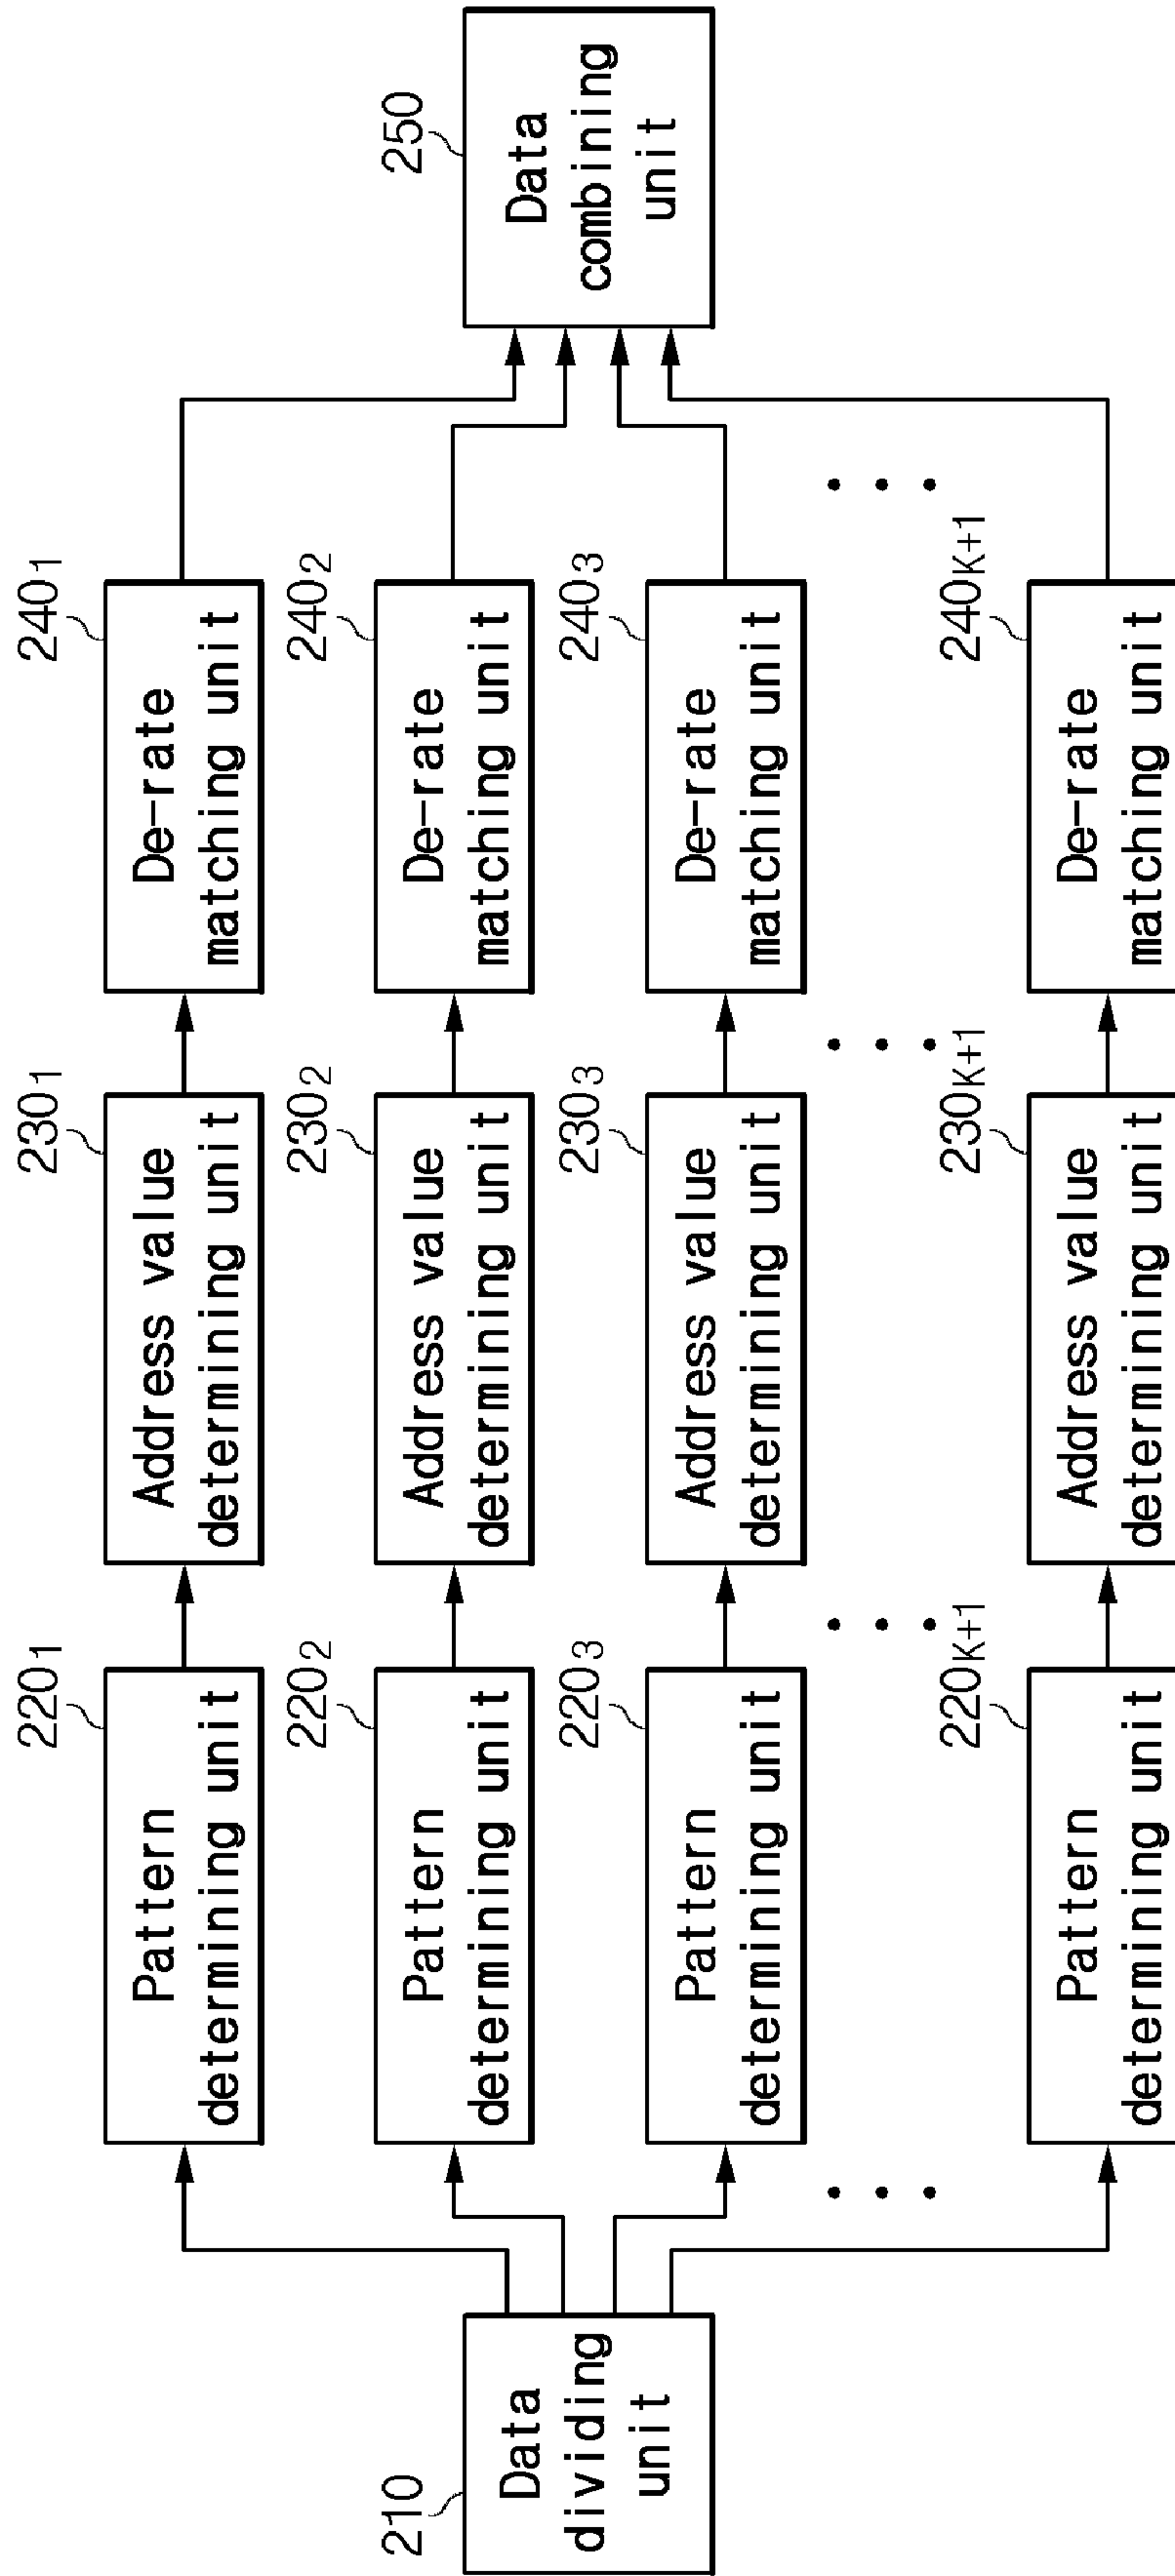 210
Data
dividing
unit
220₁
Pattern
determining unit
230₁
Address value
determining unit
240₁
De-rate
matching unit
220₂
Pattern
determining unit
230₂
Address value
determining unit
240₂
De-rate
matching unit
220₃
Pattern
determining unit
230₃
Address value
determining unit
240₃
De-rate
matching unit
220K+1
Pattern
determining unit
230K+1
Address value
determining unit
240K+1
De-rate
matching unit
250
Data
combining
unit